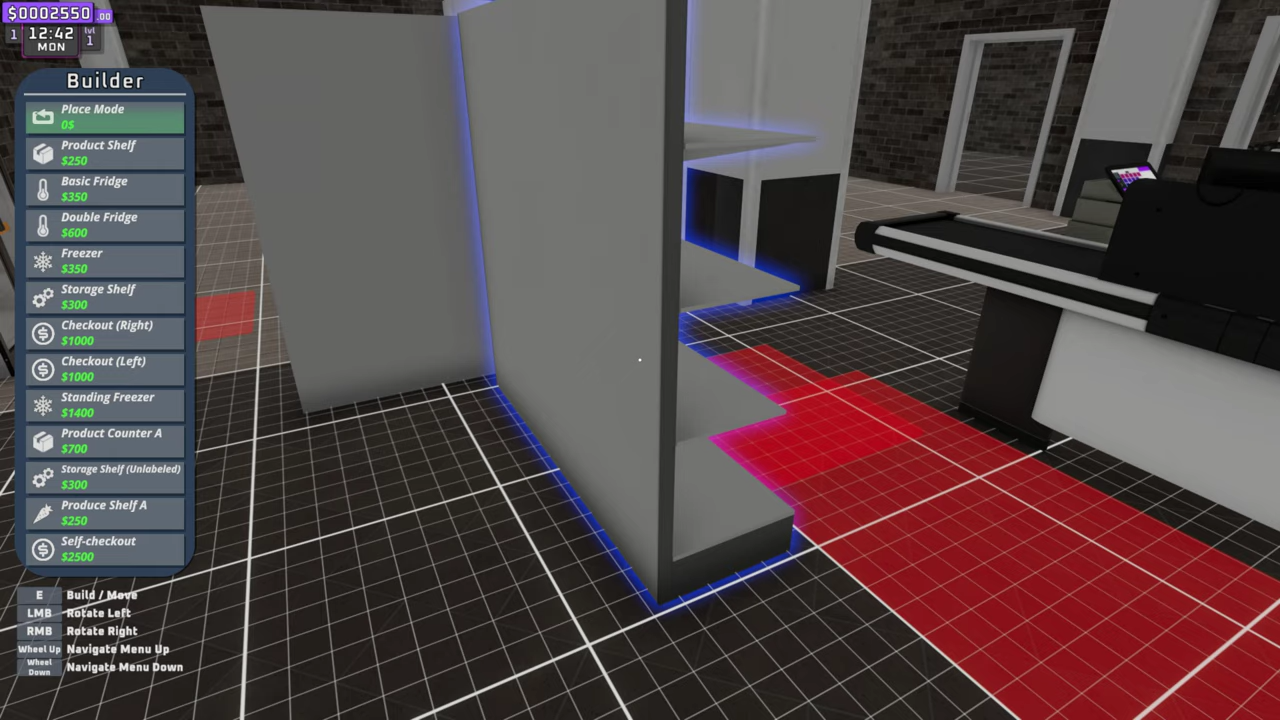 $0002550.00
1 12:42 lvl 1
MON
Builder
Place Mode
0$
Product Shelf
$250
Basic Fridge
$350
Double Fridge
$600
Freezer
$350
Storage Shelf
$300
Checkout (Right)
$1000
Checkout (Left)
$1000
Standing Freezer
$1400
Product Counter A
$700
Storage Shelf (Unlabeled)
$300
Produce Shelf A
$250
Self-checkout
$2500
E Build / Move
LMB Rotate Left
RMB Rotate Right
Wheel Up Navigate Menu Up
Wheel Down Navigate Menu Down